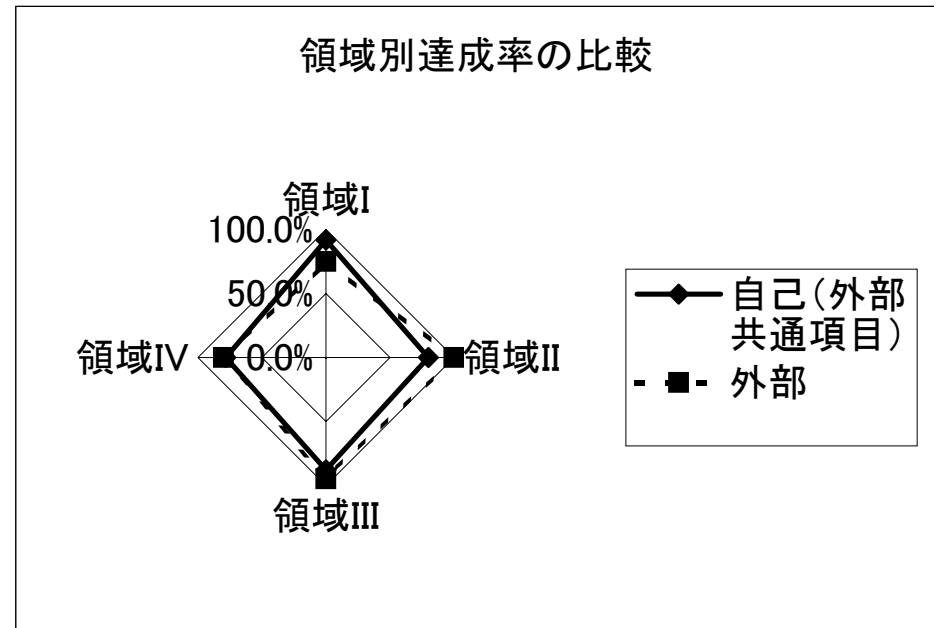 領域別達成率の比較
領域I
100.0%
50.0%
0.0%
領域IV
領域II
領域III
自己(外部
共通項目)
外部